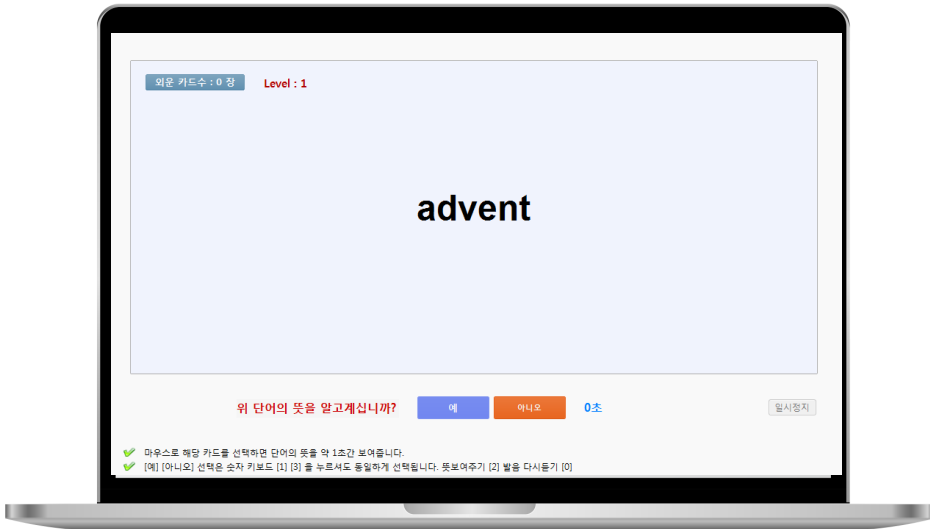 외운 카드수 : 0 장 Level : 1
advent
위 단어의 뜻을 알고계십니까? 예 아니오 0초 일시정지
마우스로 해당 카드를 선택하면 단어의 뜻을 약 1초간 보여줍니다.
[예] [아니오] 선택은 숫자 키보드 [1] [3] 을 누르셔도 동일하게 선택됩니다. 뜻보여주기 [2] 발음 다시듣기 [0]